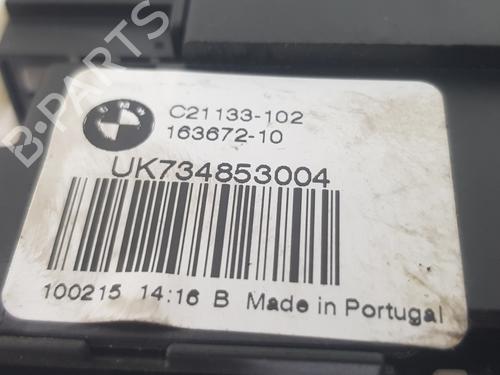 B-PARTS
BMW
C21133-102
163672-10
UK734853004
100215 14:16 B Made in Portugal